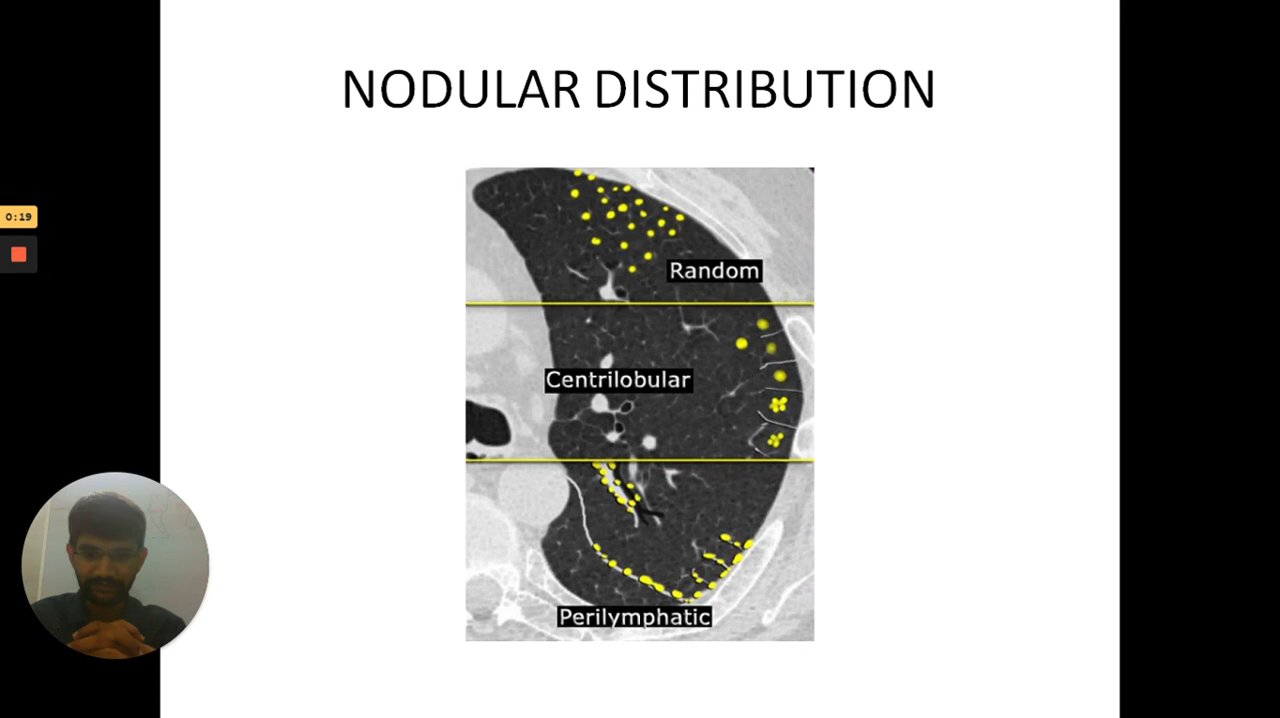 NODULAR DISTRIBUTION
0:19
Random
Centrilobular
Perilymphatic